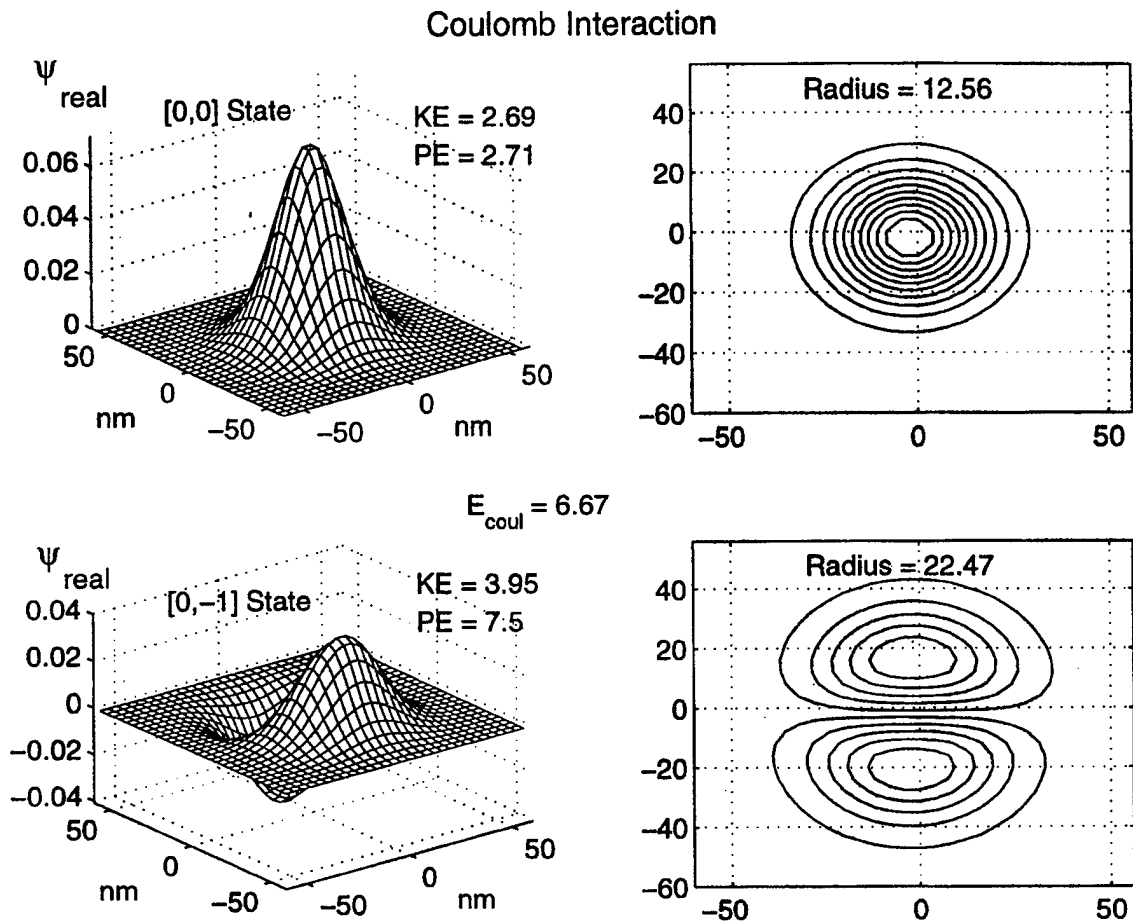 Coulomb Interaction
ψreal
[0,0] State
KE = 2.69
PE = 2.71
0.06
0.04
0.02
0
50
0
−50
nm
−50
0
50
nm
Radius = 12.56
40
20
0
−20
−40
−60
−50
0
50
Ecoul = 6.67
ψreal
[0,−1] State
KE = 3.95
PE = 7.5
0.04
0.02
0
−0.02
−0.04
50
0
−50
nm
−50
0
50
nm
Radius = 22.47
40
20
0
−20
−40
−60
−50
0
50